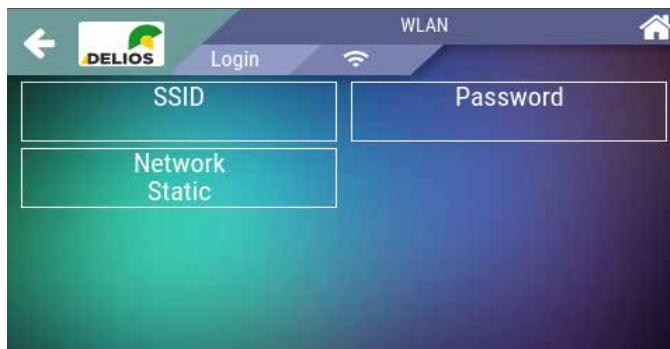 WLAN
DELIOS
Login
SSID
Password
Network
Static